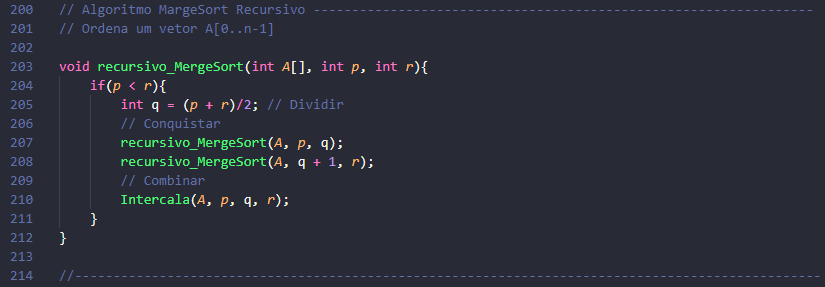 200 // Algoritmo MargeSort Recursivo -----------------------------------------------------------------
201 // Ordena um vetor A[0..n-1]
202
203 void recursivo_MergeSort(int A[], int p, int r){
204 if(p < r){
205 int q = (p + r)/2; // Dividir
206 // Conquistar
207 recursivo_MergeSort(A, p, q);
208 recursivo_MergeSort(A, q + 1, r);
209 // Combinar
210 Intercala(A, p, q, r);
211 }
212 }
213
214 //-------------------------------------------------------------------------------------------------